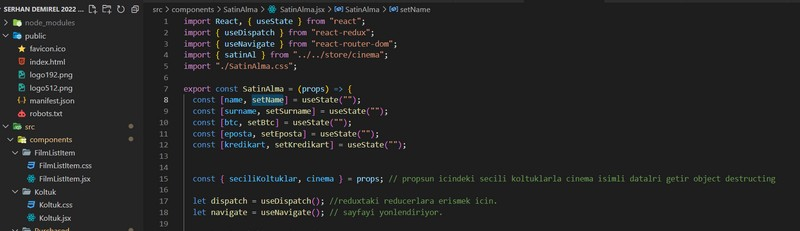 SERHAN DEMIREL 2022 ...
node_modules
public
favicon.ico
index.html
logo192.png
logo512.png
manifest.json
robots.txt
src
components
FilmListItem
FilmListItem.css
FilmListItem.jsx
Koltuk
Koltuk.css
Koltuk.jsx
Purchased
src > components > SatinAlma > SatinAlma.jsx > SatinAlma > setName
1 import React, { useState } from "react";
2 import { useDispatch } from "react-redux";
3 import { useNavigate } from "react-router-dom";
4 import { satinAl } from "../../store/cinema";
5 import "./SatinAlma.css";
6
7 export const SatinAlma = (props) => {
8 const [name, setName] = useState("");
9 const [surname, setSurname] = useState("");
10 const [btc, setBtc] = useState("");
11 const [eposta, setEposta] = useState("");
12 const [kredikart, setKredikart] = useState("");
13
14
15 const { seciliKoltuklar, cinema } = props; // propsun icindeki secili koltuklarla cinema isimli datalri getir object destructing
16
17 let dispatch = useDispatch(); //reduxtaki reducerlara erismek icin.
18 let navigate = useNavigate(); // sayfayi yonlendiriyor.
19